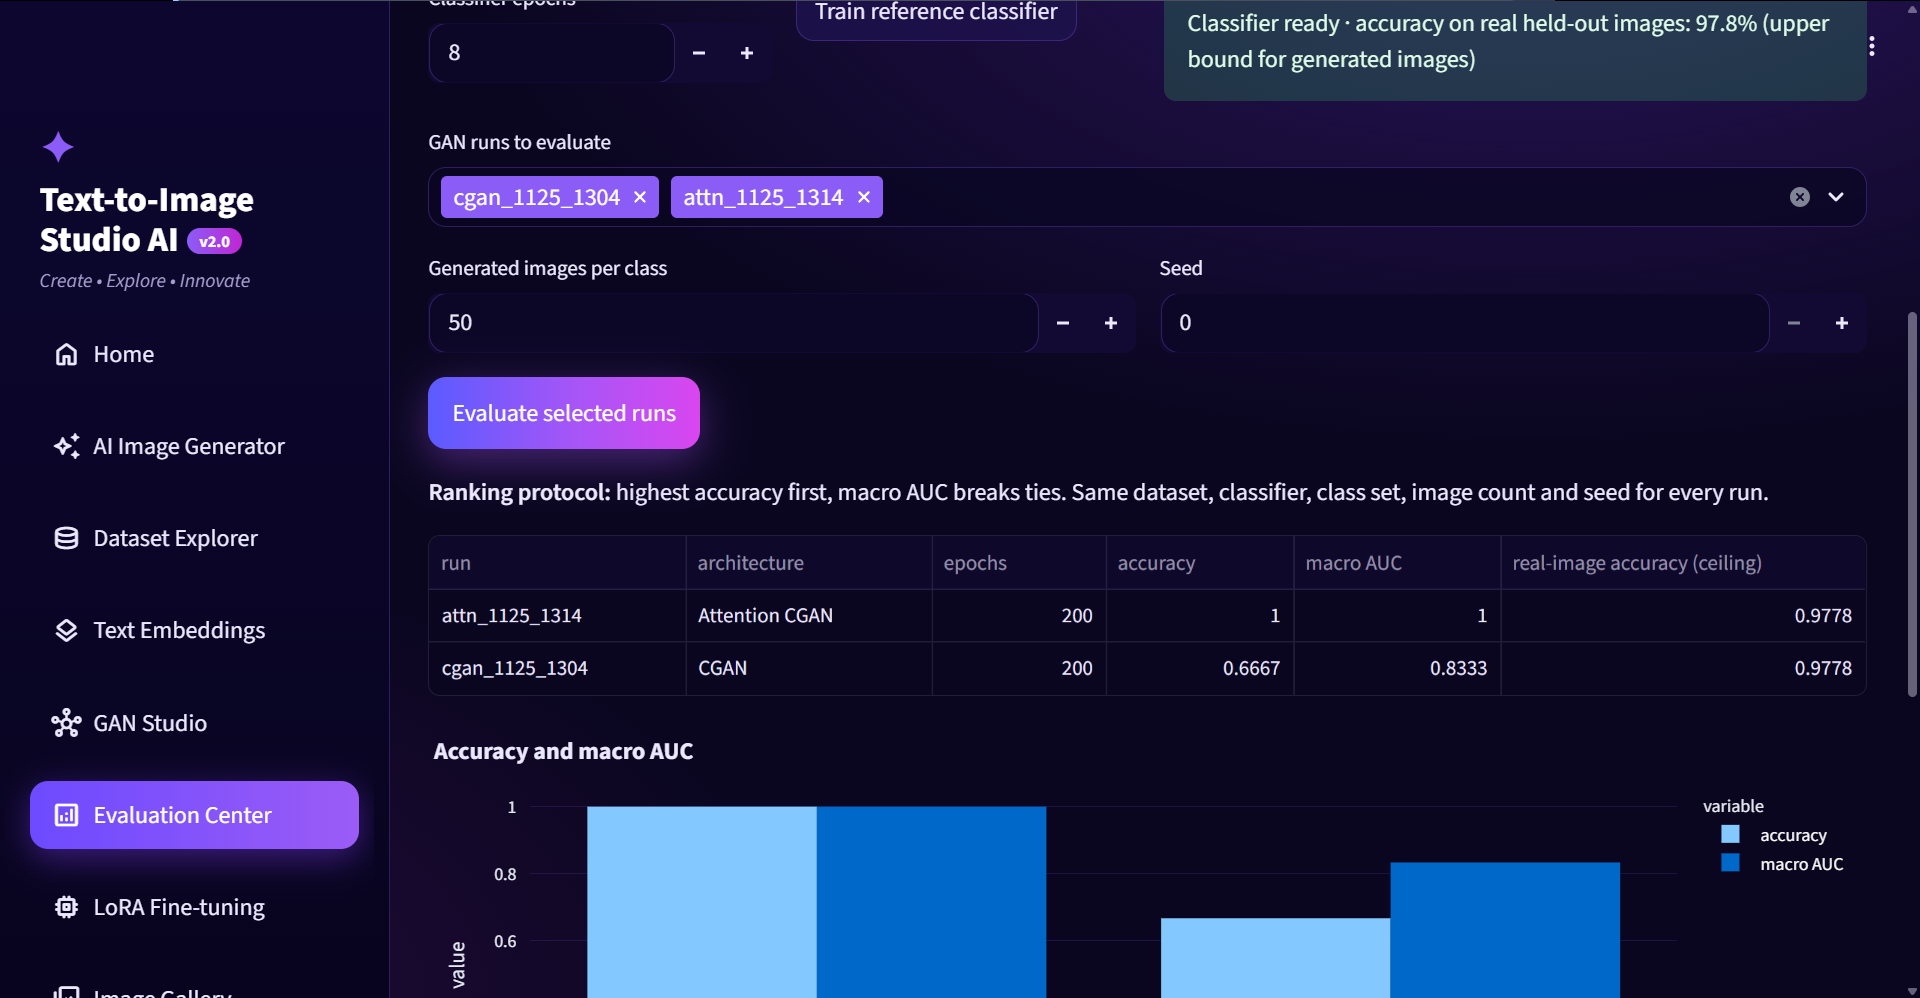 Classifier epochs
8
Train reference classifier
Classifier ready · accuracy on real held-out images: 97.8% (upper
bound for generated images)
GAN runs to evaluate
cgan_1125_1304
attn_1125_1314
Generated images per class
Seed
50
0
Evaluate selected runs
Ranking protocol: highest accuracy first, macro AUC breaks ties. Same dataset, classifier, class set, image count and seed for every run.
run architecture epochs accuracy macro AUC real-image accuracy (ceiling)
attn_1125_1314 Attention CGAN 200 1 1 0.9778
cgan_1125_1304 CGAN 200 0.6667 0.8333 0.9778
Accuracy and macro AUC
1
0.8
0.6
value
variable
accuracy
macro AUC
Text-to-Image
Studio AI v2.0
Create • Explore • Innovate
Home
AI Image Generator
Dataset Explorer
Text Embeddings
GAN Studio
Evaluation Center
LoRA Fine-tuning
Image Gallery